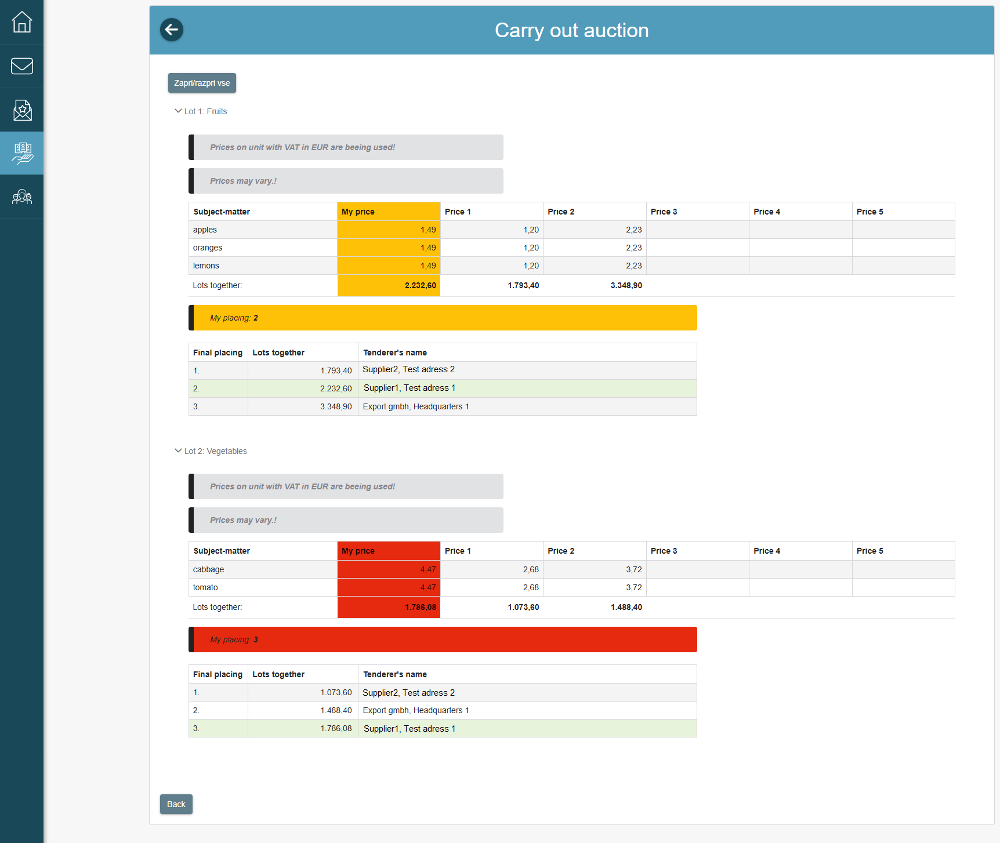 Carry out auction
Zapri/razpri vse
Lot 1: Fruits
Prices on unit with VAT in EUR are beeing used!
Prices may vary.!
Subject-matter My price Price 1 Price 2 Price 3 Price 4 Price 5
apples 1,49 1,20 2,23
oranges 1,49 1,20 2,23
lemons 1,49 1,20 2,23
Lots together: 2.232,60 1.793,40 3.348,90
My placing: 2
Final placing Lots together Tenderer's name
1. 1.793,40 Supplier2, Test adress 2
2. 2.232,60 Supplier1, Test adress 1
3. 3.348,90 Export gmbh, Headquarters 1
Lot 2: Vegetables
Prices on unit with VAT in EUR are beeing used!
Prices may vary.!
Subject-matter My price Price 1 Price 2 Price 3 Price 4 Price 5
cabbage 4,47 2,68 3,72
tomato 4,47 2,68 3,72
Lots together: 1.786,08 1.073,60 1.488,40
My placing: 3
Final placing Lots together Tenderer's name
1. 1.073,60 Supplier2, Test adress 2
2. 1.488,40 Export gmbh, Headquarters 1
3. 1.786,08 Supplier1, Test adress 1
Back